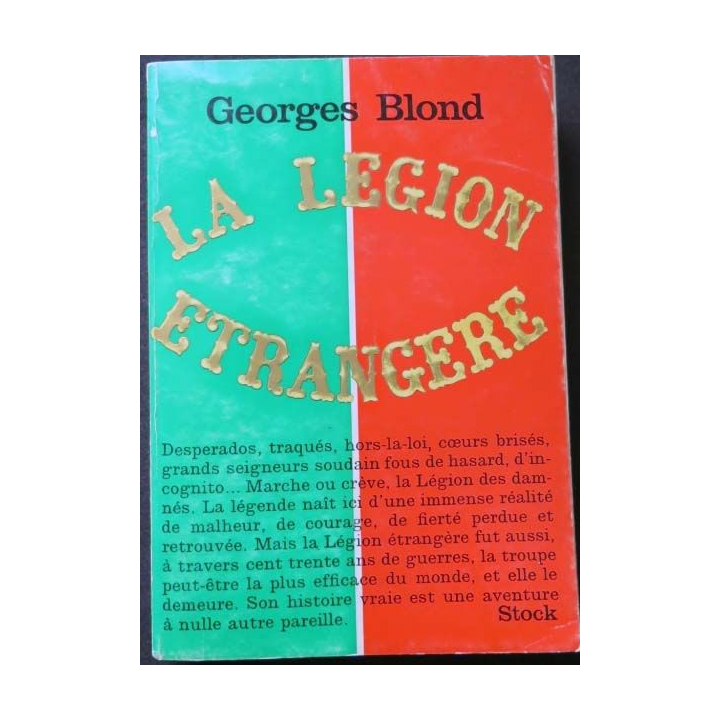 Georges Blond
LA LEGION
ETRANGERE
Desperados, traqués, hors-la-loi, cœurs brisés,
grands seigneurs soudain fous de hasard, d'in-
cognito... Marche ou crève, la Légion des dam-
nés. La légende naît ici d'une immense réalité
de malheur, de courage, de fierté perdue et
retrouvée. Mais la Légion étrangère fut aussi,
à travers cent trente ans de guerres, la troupe
peut-être la plus efficace du monde, et elle le
demeure. Son histoire vraie est une aventure
à nulle autre pareille.
Stock